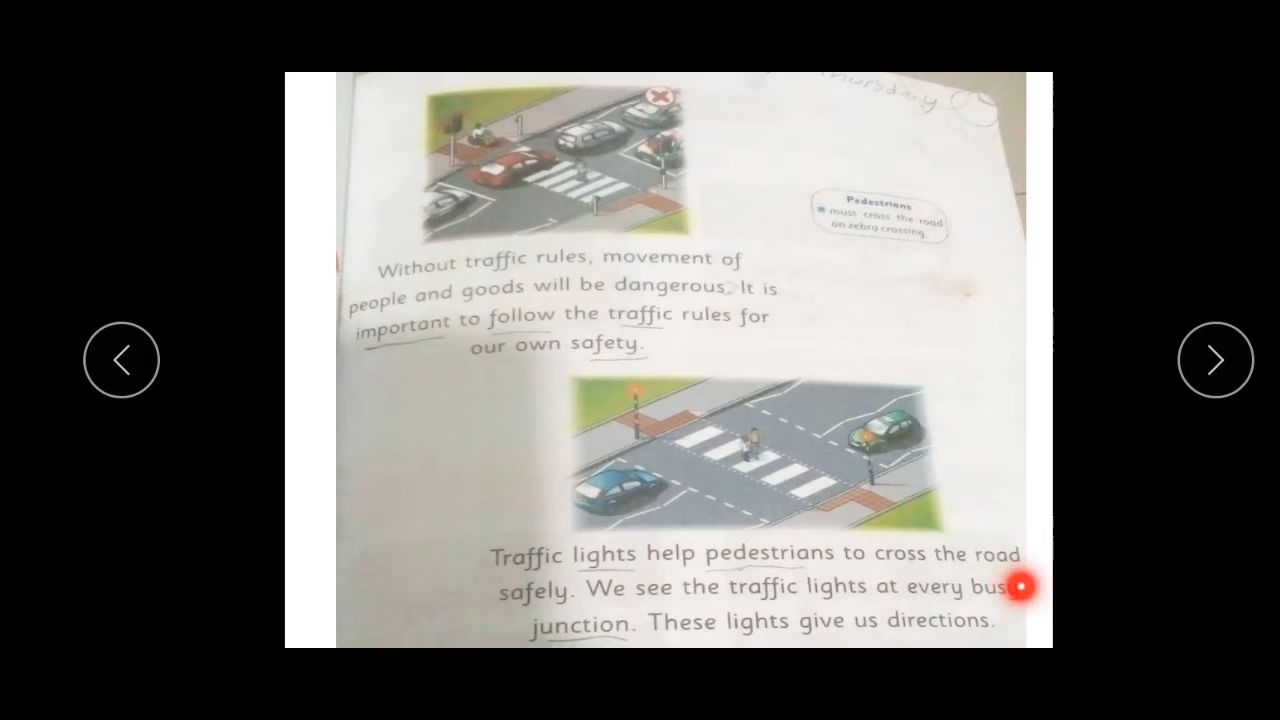 Thursday
Pedestrians
must cross the road
on zebra crossing
Without traffic rules, movement of
people and goods will be dangerous. It is
important to follow the traffic rules for
our own safety.
Traffic lights help pedestrians to cross the road
safely. We see the traffic lights at every busy
junction. These lights give us directions.